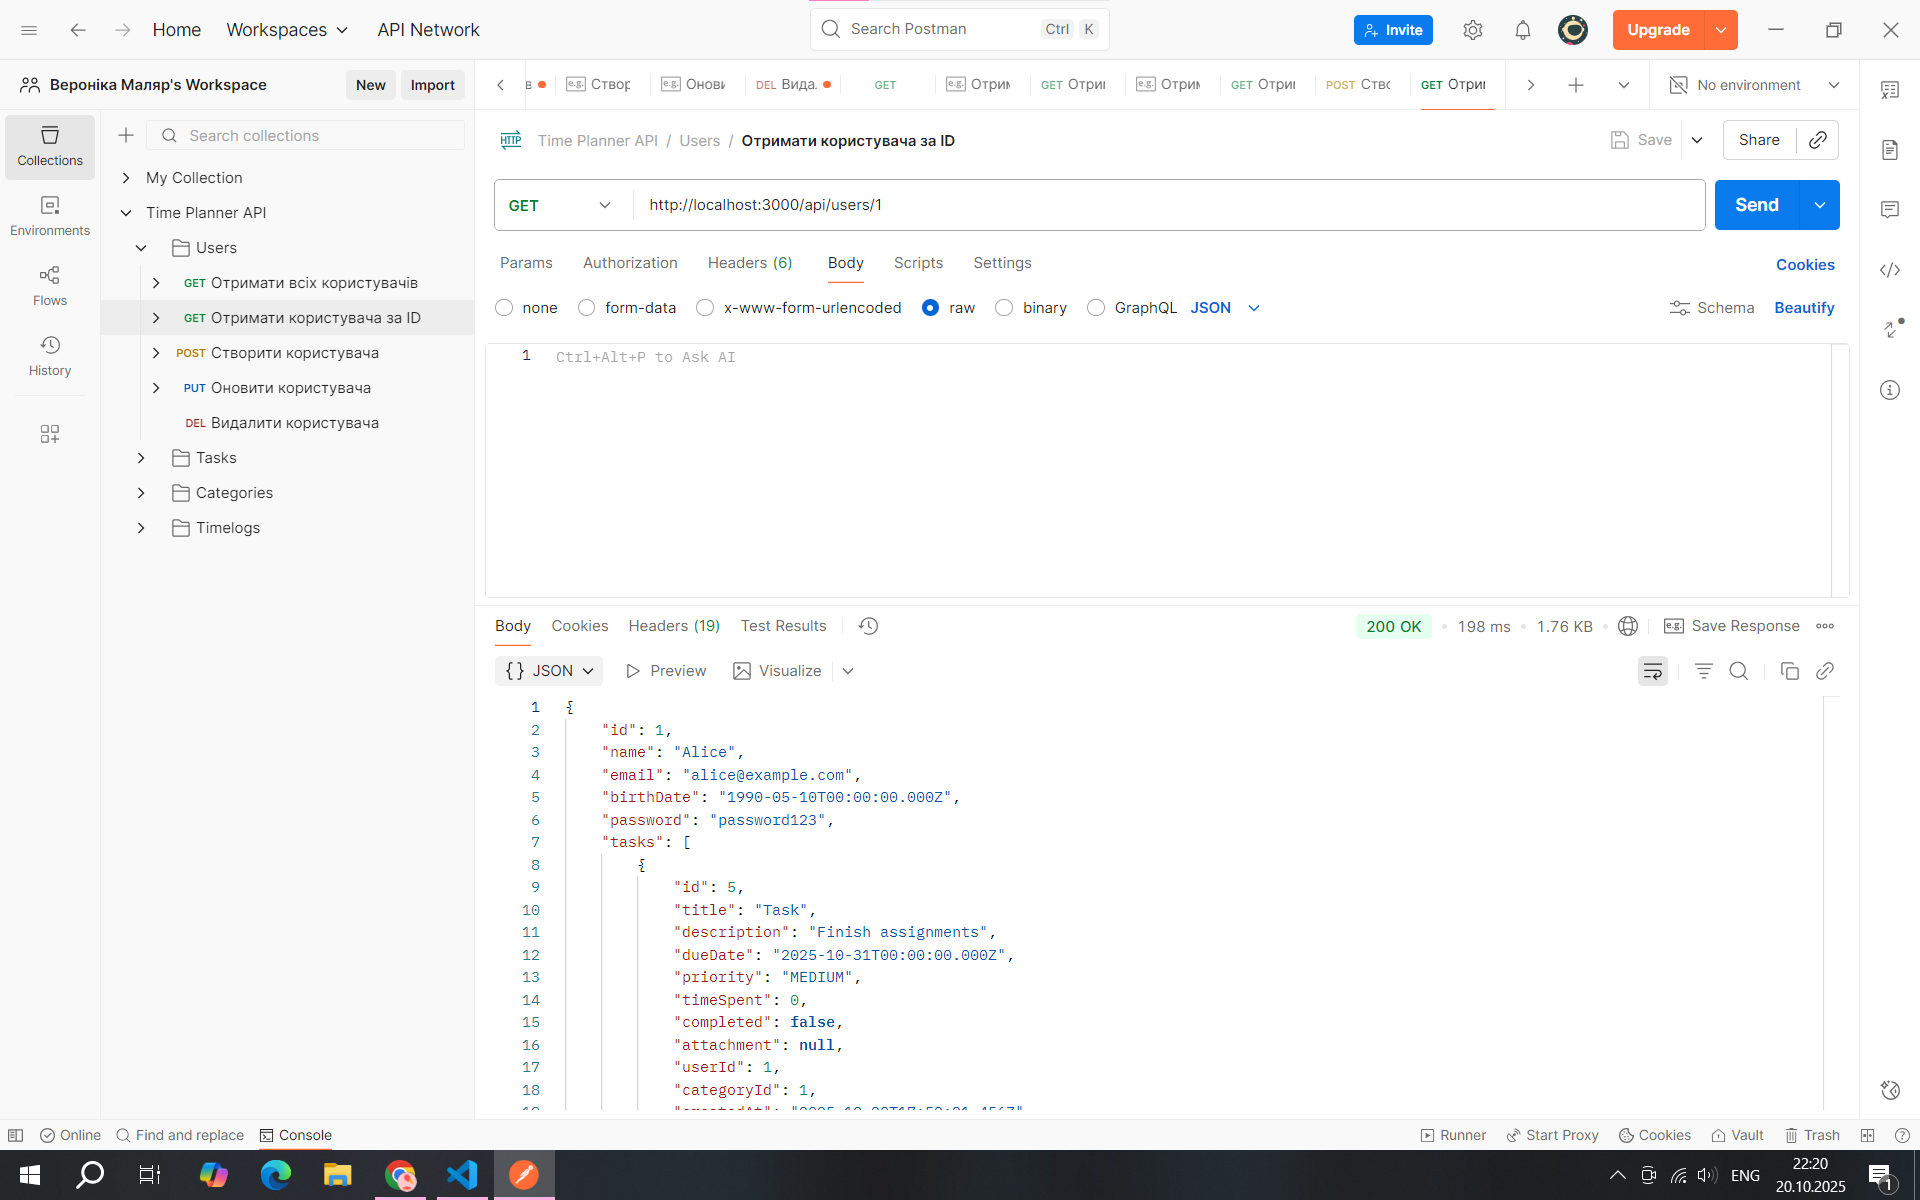 Home Workspaces API Network Search Postman Ctrl K Invite Upgrade
Вероніка Маляр's Workspace New Import
в e.g. Створ e.g. Онови DEL Вида. GET e.g. Отрим GET Отри e.g. Отрим GET Отри POST Ство GET Отри No environment
Collections
Environments
Flows
History
Search collections
My Collection
Time Planner API
Users
GET Отримати всіх користувачів
GET Отримати користувача за ID
POST Створити користувача
PUT Оновити користувача
DEL Видалити користувача
Tasks
Categories
Timelogs
HTTP Time Planner API / Users / Отримати користувача за ID Save Share
GET http://localhost:3000/api/users/1 Send
Params Authorization Headers (6) Body Scripts Settings Cookies
none form-data x-www-form-urlencoded raw binary GraphQL JSON Schema Beautify
1 Ctrl+Alt+P to Ask AI
Body Cookies Headers (19) Test Results 200 OK • 198 ms • 1.76 KB • e.g. Save Response
{} JSON Preview Visualize
1 {
2 "id": 1,
3 "name": "Alice",
4 "email": "alice@example.com",
5 "birthDate": "1990-05-10T00:00:00.000Z",
6 "password": "password123",
7 "tasks": [
8 {
9 "id": 5,
10 "title": "Task",
11 "description": "Finish assignments",
12 "dueDate": "2025-10-31T00:00:00.000Z",
13 "priority": "MEDIUM",
14 "timeSpent": 0,
15 "completed": false,
16 "attachment": null,
17 "userId": 1,
18 "categoryId": 1,
Online Find and replace Console Runner Start Proxy Cookies Vault Trash
ENG 22:20
20.10.2025 1